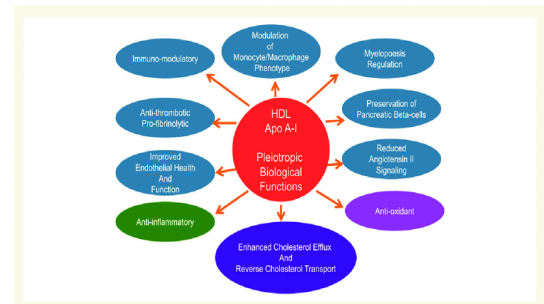 Modulation
of
Monocyte/Macrophage
Phenotype
Immuno-modulatory
Myelopoesis
Regulation
HDL
Apo A-I
Pleiotropic
Biological
Functions
Anti-thrombotic
Pro-fibrinolytic
Preservation of
Pancreatic Beta-cells
Improved
Endothelial Health
And
Function
Reduced
Angiotensin II
Signaling
Anti-inflammatory
Anti-oxidant
Enhanced Cholesterol Efflux
And
Reverse Cholesterol Transport